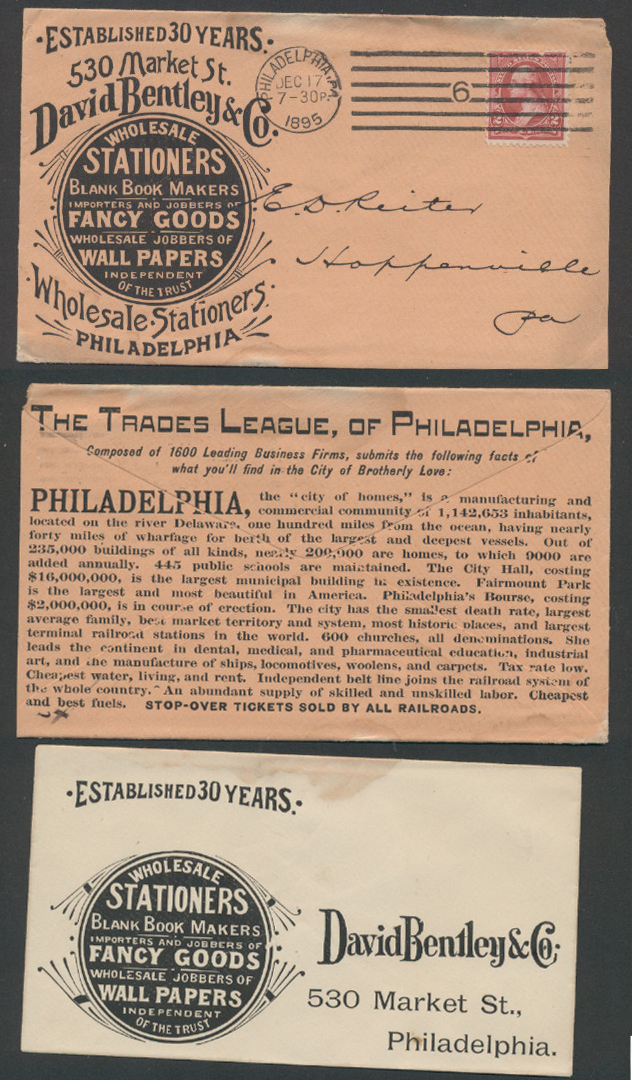 ·ESTABLISHED 30 YEARS.·
530 Market St.
David Bentley & Co.
WHOLESALE
STATIONERS
BLANK BOOK MAKERS
IMPORTERS AND JOBBERS OF
FANCY GOODS
WHOLESALE JOBBERS OF
WALL PAPERS
INDEPENDENT
OF THE TRUST
Wholesale·Stationers.
PHILADELPHIA
PHILADELPHIA, PA.
DEC 17
7-30P
1895
6
2 2
E. D. Reiter
Hoppenville
Pa
THE TRADES LEAGUE, OF PHILADELPHIA,
Composed of 1600 Leading Business Firms, submits the following facts of
what you'll find in the City of Brotherly Love:
PHILADELPHIA, the "city of homes," is a manufacturing and
commercial community of 1,142,653 inhabitants,
located on the river Delaware, one hundred miles from the ocean, having nearly
forty miles of wharfage for berth of the largest and deepest vessels. Out of
235,000 buildings of all kinds, nearly 200,000 are homes, to which 9000 are
added annually. 445 public schools are maintained. The City Hall, costing
$16,000,000, is the largest municipal building in existence. Fairmount Park
is the largest and most beautiful in America. Philadelphia's Bourse, costing
$2,000,000, is in course of erection. The city has the smallest death rate, largest
average family, best market territory and system, most historic places, and largest
terminal railroad stations in the world. 600 churches, all denominations. She
leads the continent in dental, medical, and pharmaceutical education, industrial
art, and the manufacture of ships, locomotives, woolens, and carpets. Tax rate low.
Cheapest water, living, and rent. Independent belt line joins the railroad system of
the whole country. An abundant supply of skilled and unskilled labor. Cheapest
and best fuels. STOP-OVER TICKETS SOLD BY ALL RAILROADS.
·ESTABLISHED 30 YEARS.·
WHOLESALE
STATIONERS
BLANK BOOK MAKERS
IMPORTERS AND JOBBERS OF
FANCY GOODS
WHOLESALE JOBBERS OF
WALL PAPERS
INDEPENDENT
OF THE TRUST
David Bentley & Co.
530 Market St.,
Philadelphia.